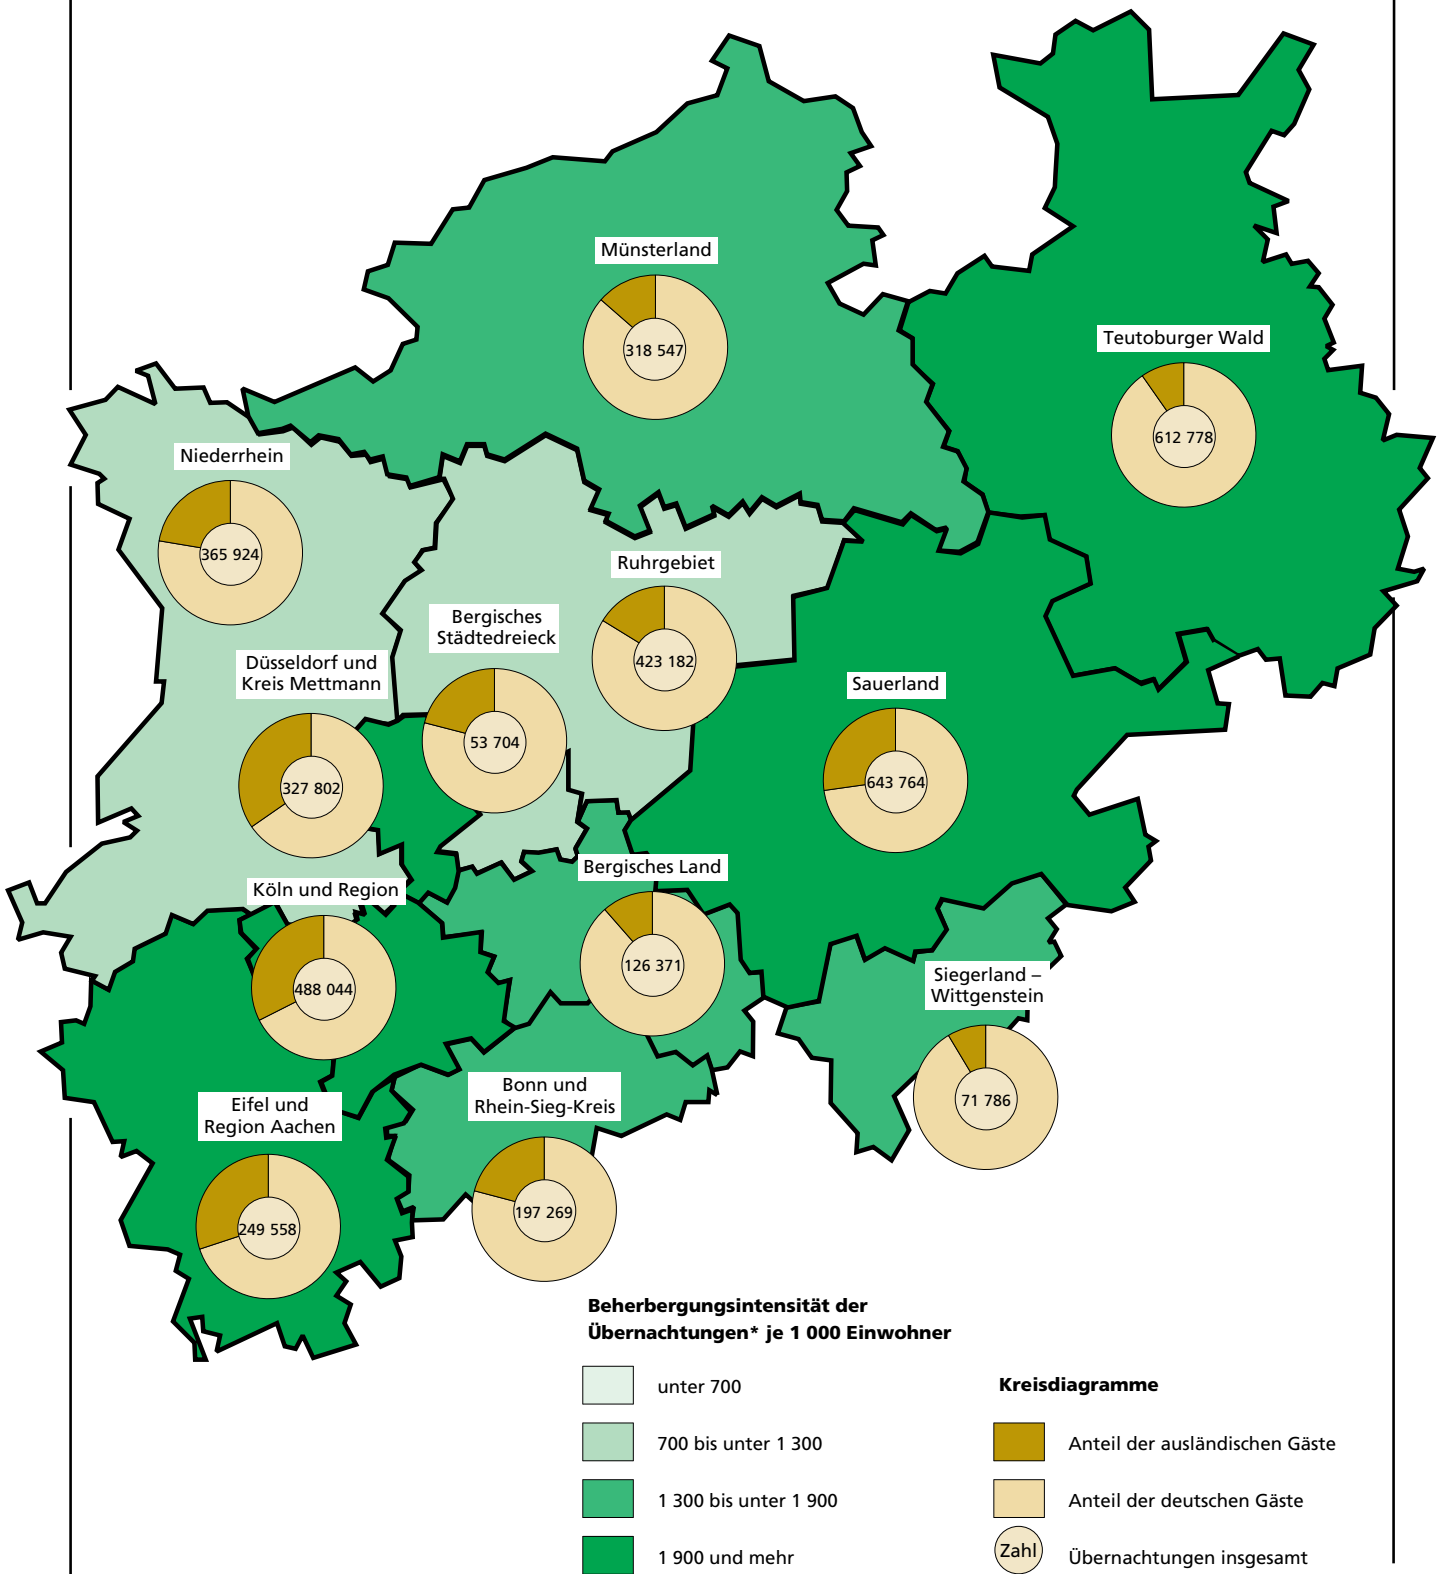 Münsterland
318 547
Teutoburger Wald
612 778
Niederrhein
365 924
Ruhrgebiet
423 182
Bergisches
Städtedreieck
53 704
Düsseldorf und
Kreis Mettmann
327 802
Sauerland
643 764
Bergisches Land
126 371
Köln und Region
488 044
Siegerland –
Wittgenstein
71 786
Bonn und
Rhein-Sieg-Kreis
197 269
Eifel und
Region Aachen
249 558
Beherbergungsintensität der
Übernachtungen* je 1 000 Einwohner
unter 700
700 bis unter 1 300
1 300 bis unter 1 900
1 900 und mehr
Kreisdiagramme
Anteil der ausländischen Gäste
Anteil der deutschen Gäste
Zahl
Übernachtungen insgesamt